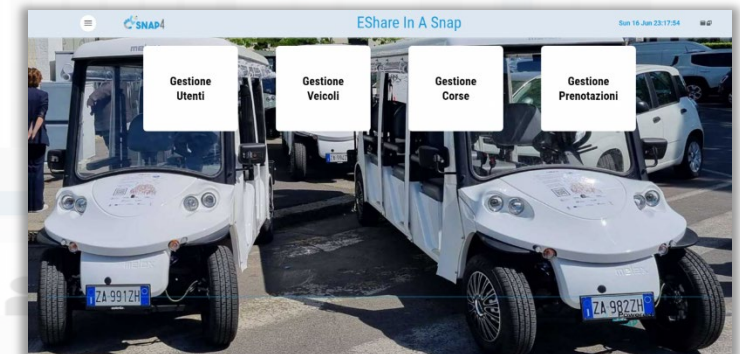 SNAP4
EShare In A Snap
Sun 16 Jun 23:17:54
Gestione
Utenti
Gestione
Veicoli
Gestione
Corse
Gestione
Prenotazioni
ZA 991ZH
ZA 982ZH